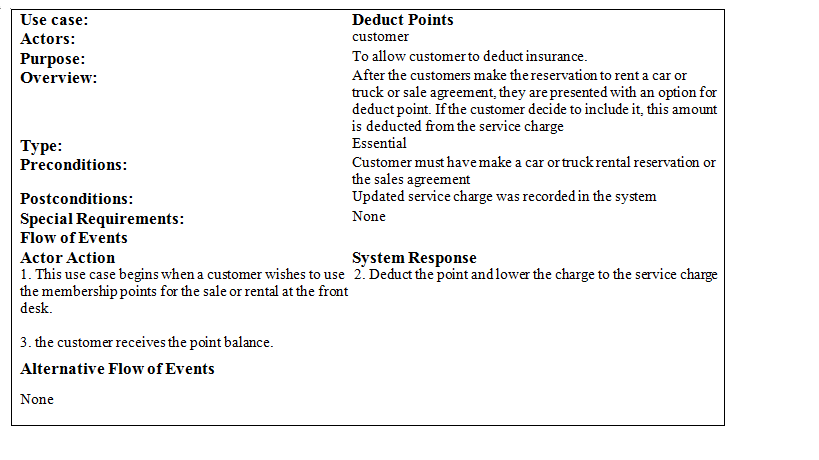 Use case: Deduct Points
Actors: customer
Purpose: To allow customer to deduct insurance.
Overview: After the customers make the reservation to rent a car or
truck or sale agreement, they are presented with an option for
deduct point. If the customer decide to include it, this amount
is deducted from the service charge
Type: Essential
Preconditions: Customer must have make a car or truck rental reservation or
the sales agreement
Postconditions: Updated service charge was recorded in the system
Special Requirements: None
Flow of Events
Actor Action System Response
1. This use case begins when a customer wishes to use 2. Deduct the point and lower the charge to the service charge
the membership points for the sale or rental at the front
desk.
3. the customer receives the point balance.
Alternative Flow of Events
None